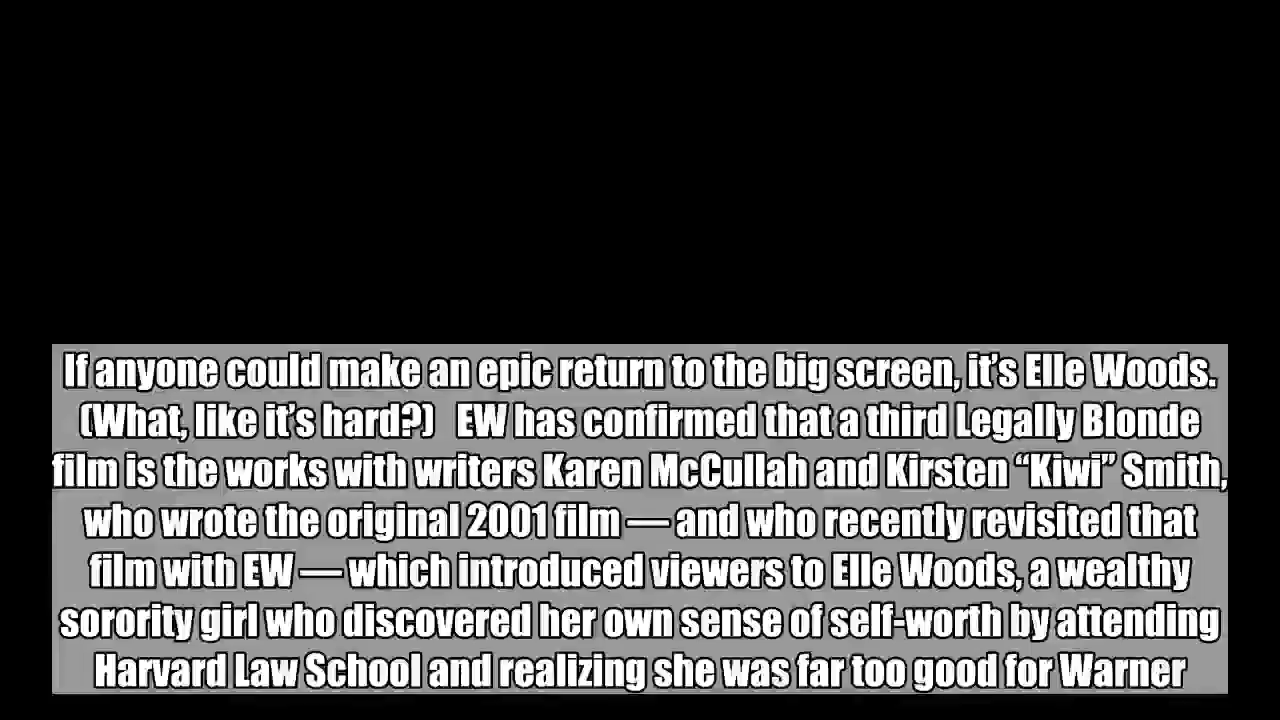 If anyone could make an epic return to the big screen, it’s Elle Woods.
(What, like it’s hard?)   EW has confirmed that a third Legally Blonde
film is the works with writers Karen McCullah and Kirsten “Kiwi” Smith,
who wrote the original 2001 film — and who recently revisited that
film with EW — which introduced viewers to Elle Woods, a wealthy
sorority girl who discovered her own sense of self-worth by attending
Harvard Law School and realizing she was far too good for Warner